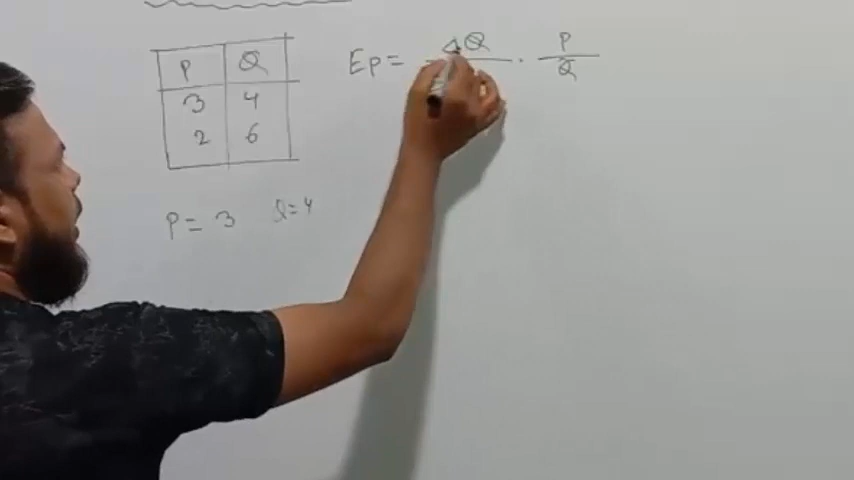 P Q
3 4
2 6
P = 3 Q = 4
Ep = ΔQ . P
Q